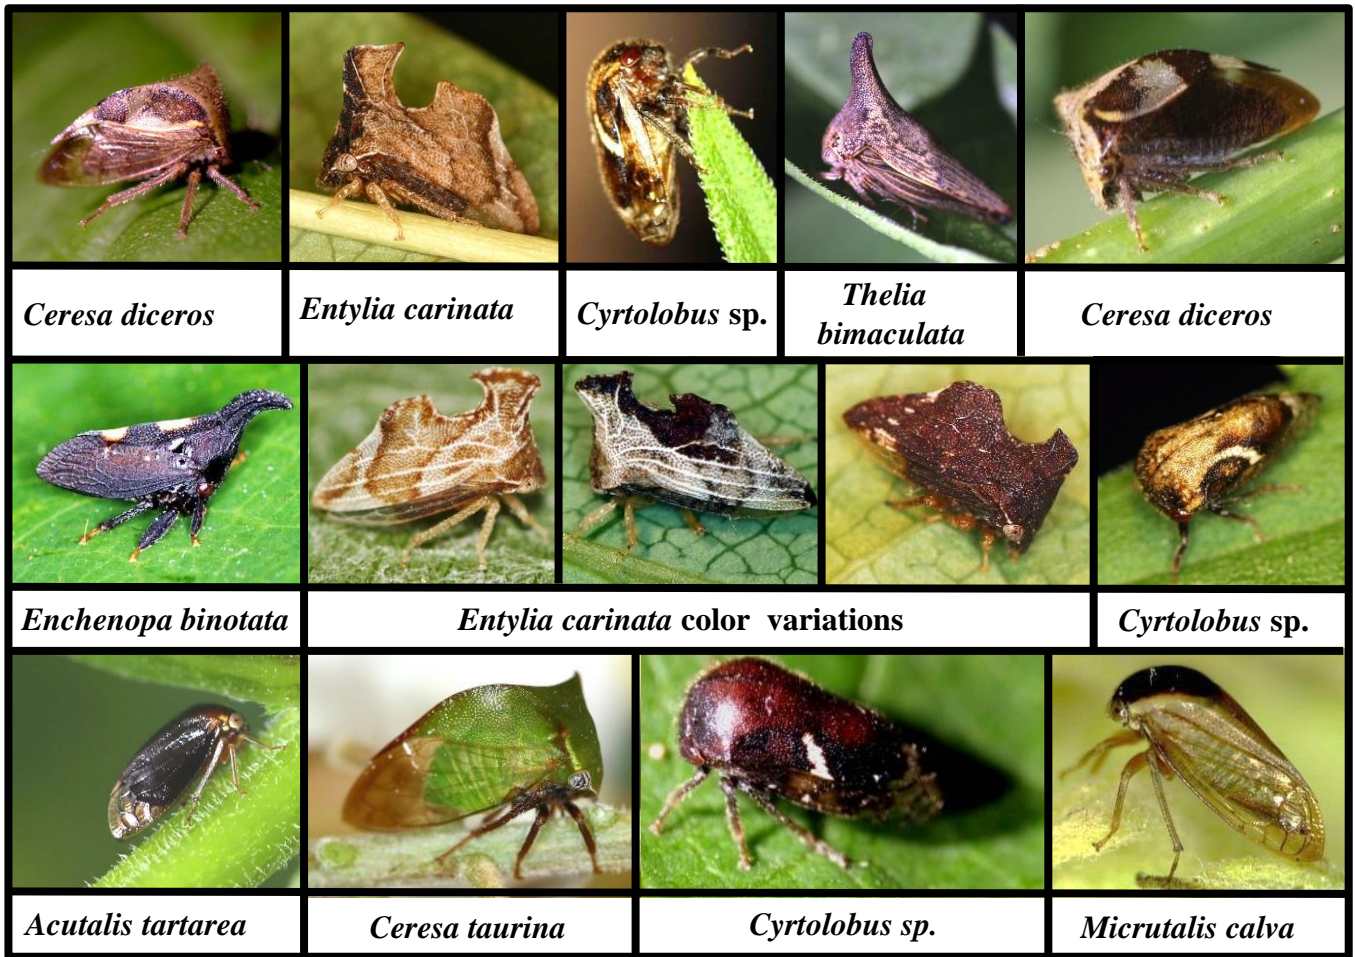 Ceresa diceros
Entylia carinata
Cyrtolobus sp.
Thelia
bimaculata
Ceresa diceros
Enchenopa binotata
Entylia carinata color variations
Cyrtolobus sp.
Acutalis tartarea
Ceresa taurina
Cyrtolobus sp.
Micrutalis calva